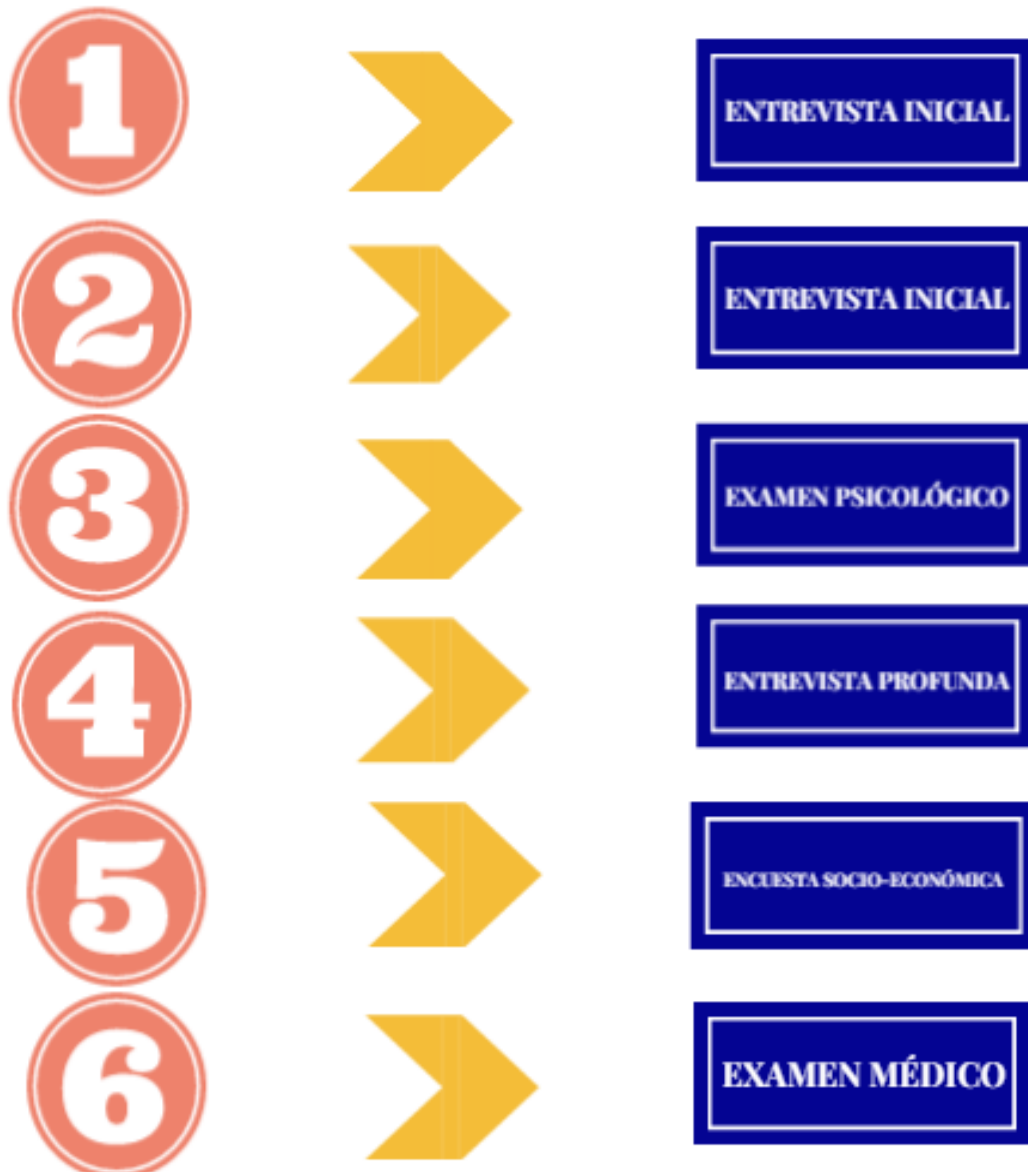 1
ENTREVISTA INICIAL
2
ENTREVISTA INICIAL
3
EXAMEN PSICOLÓGICO
4
ENTREVISTA PROFUNDA
5
ENCUESTA SOCIO-ECONÓMICA
6
EXAMEN MÉDICO